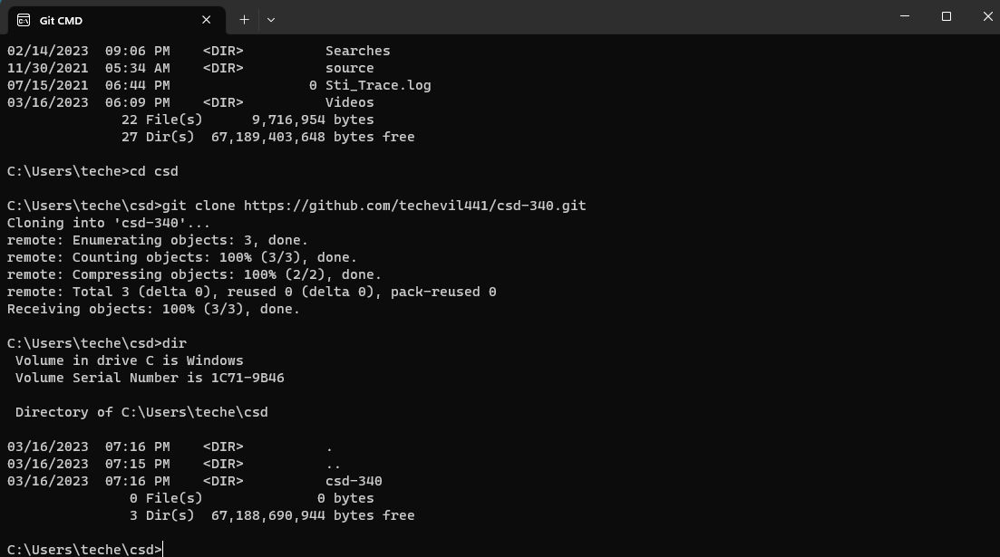 Git CMD
02/14/2023  09:06 PM    <DIR>          Searches
11/30/2021  05:34 AM    <DIR>          source
07/15/2021  06:44 PM                 0 Sti_Trace.log
03/16/2023  06:09 PM    <DIR>          Videos
              22 File(s)      9,716,954 bytes
              27 Dir(s)  67,189,403,648 bytes free
C:\Users\teche>cd csd
C:\Users\teche\csd>git clone https://github.com/techevil441/csd-340.git
Cloning into 'csd-340'...
remote: Enumerating objects: 3, done.
remote: Counting objects: 100% (3/3), done.
remote: Compressing objects: 100% (2/2), done.
remote: Total 3 (delta 0), reused 0 (delta 0), pack-reused 0
Receiving objects: 100% (3/3), done.
C:\Users\teche\csd>dir
 Volume in drive C is Windows
 Volume Serial Number is 1C71-9B46
 Directory of C:\Users\teche\csd
03/16/2023  07:16 PM    <DIR>          .
03/16/2023  07:15 PM    <DIR>          ..
03/16/2023  07:16 PM    <DIR>          csd-340
               0 File(s)              0 bytes
               3 Dir(s)  67,188,690,944 bytes free
C:\Users\teche\csd>